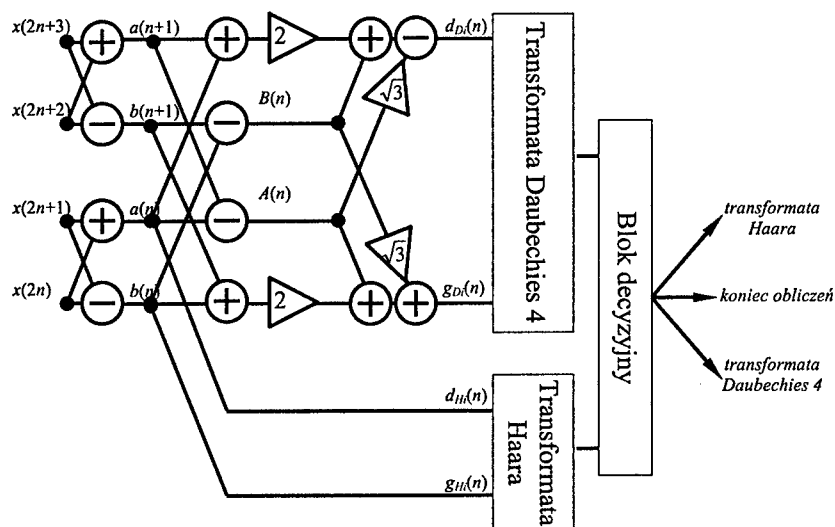 x(2n+3)
a(n+1)
2
d_Di(n)
x(2n+2)
b(n+1)
B(n)
√3
x(2n+1)
a(n)
A(n)
√3
x(2n)
b(n)
2
g_Di(n)
Transformata Daubechies 4
d_Hi(n)
g_Hi(n)
Transformata
Haara
Blok decyzyjny
transformata
Haara
koniec obliczeń
transformata
Daubechies 4